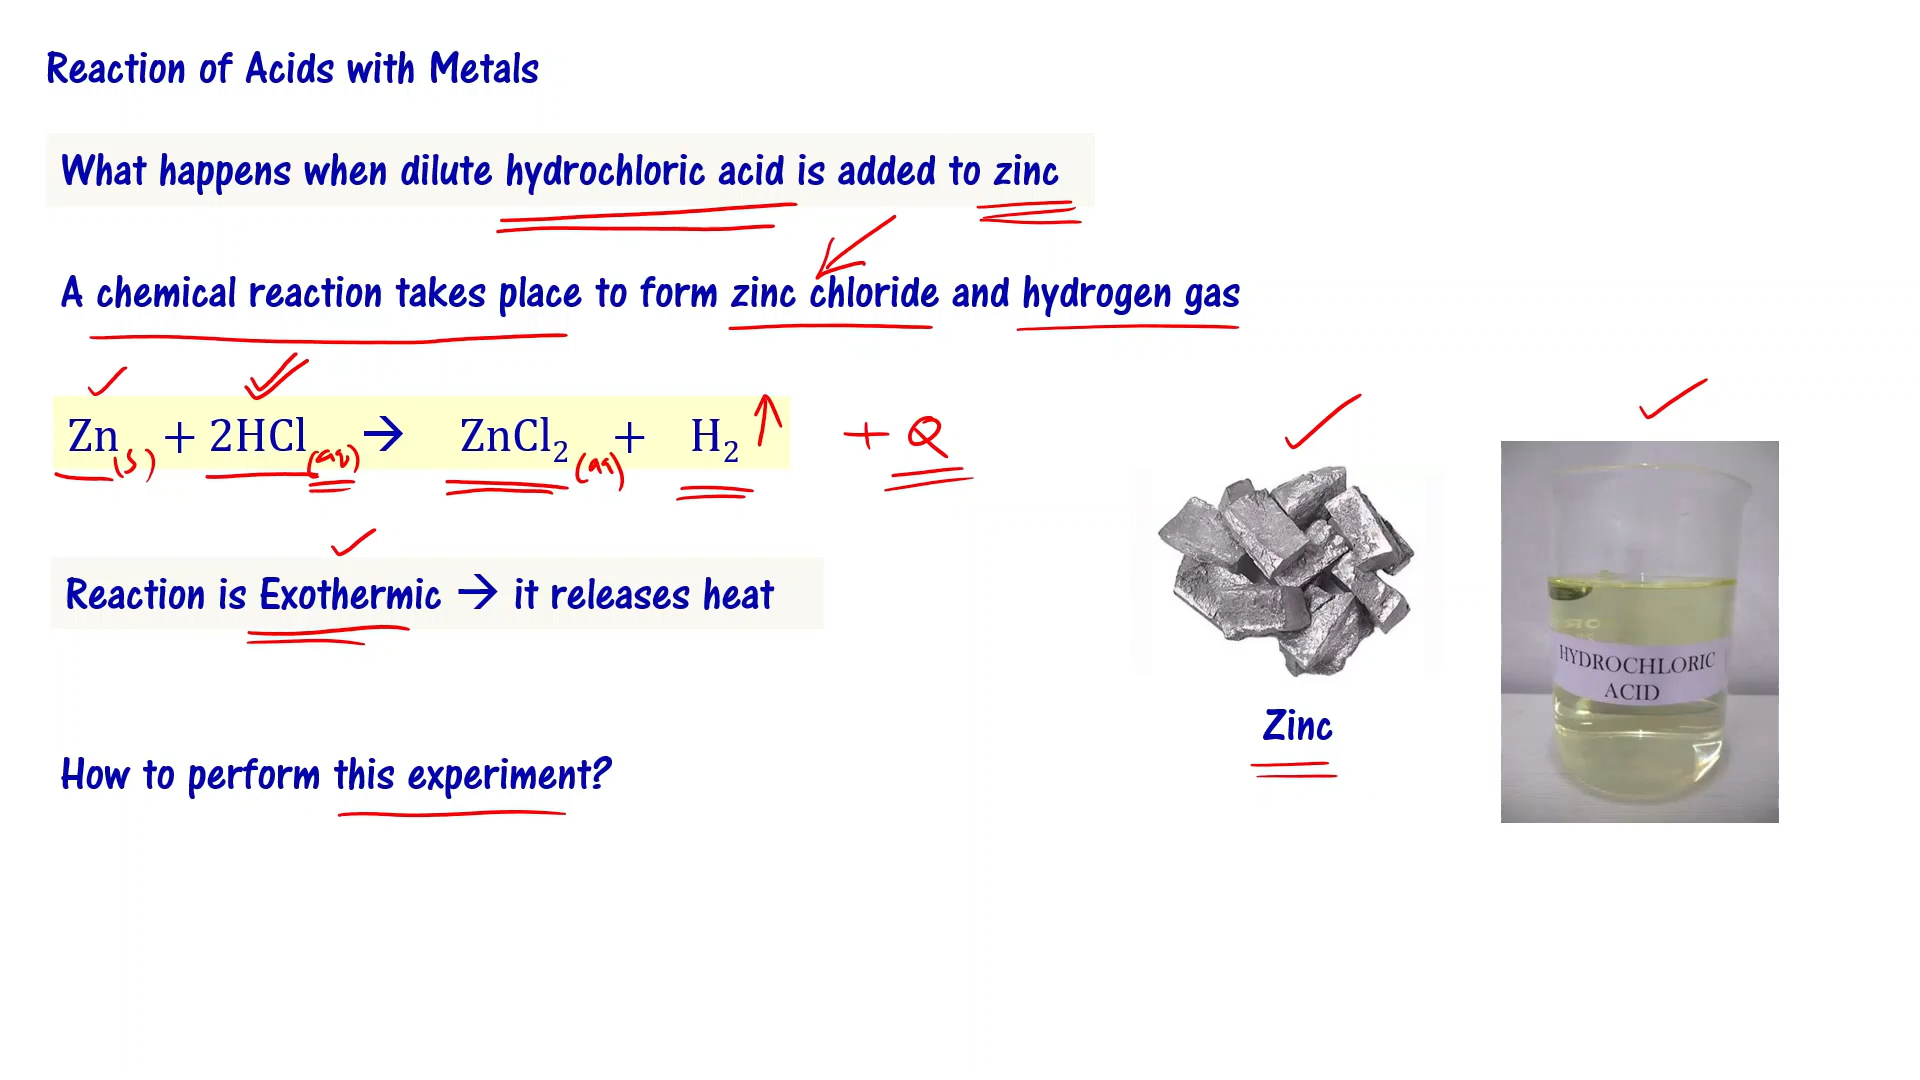 Reaction of Acids with Metals
What happens when dilute hydrochloric acid is added to zinc
A chemical reaction takes place to form zinc chloride and hydrogen gas
Zn(s) + 2HCl(aq) → ZnCl₂(aq) + H₂ ↑ + Q
Reaction is Exothermic → it releases heat
HYDROCHLORIC
ACID
Zinc
How to perform this experiment?